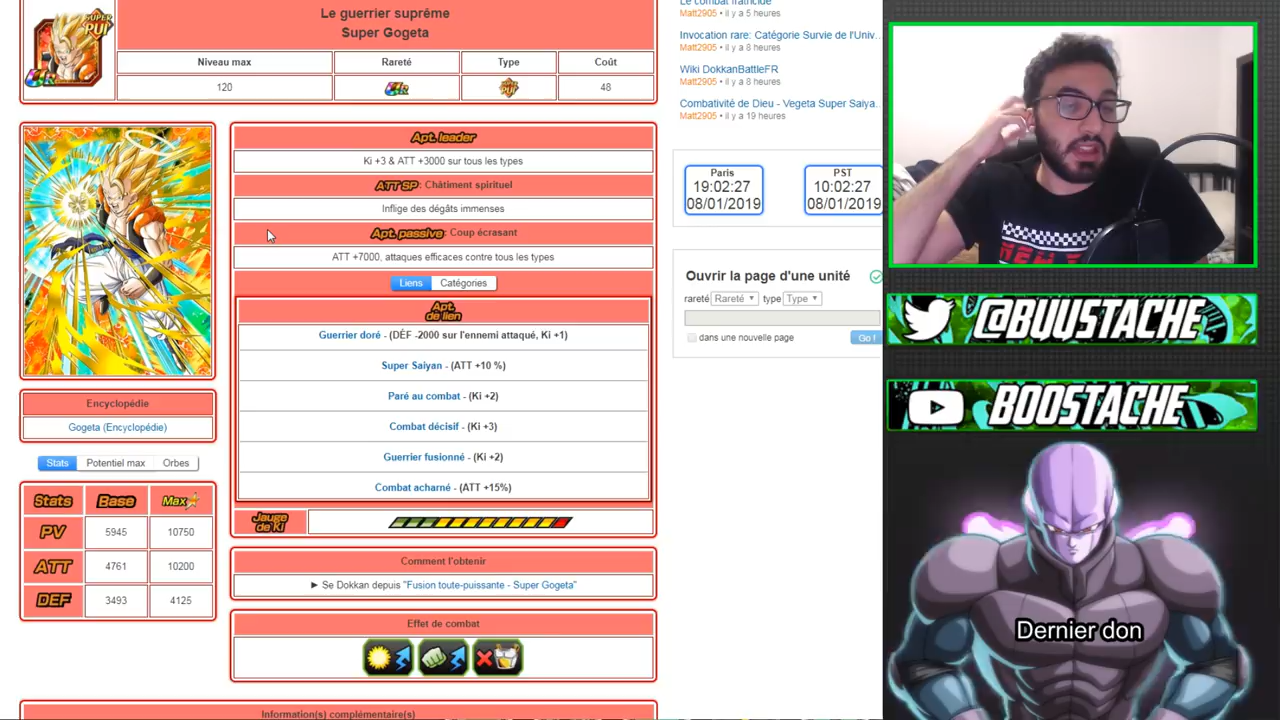 Le guerrier suprême
Super Gogeta
SUPER
PUI
UR
Niveau max
Rareté
Type
Coût
120
UR
SUPER
PUI
48
Apt. leader
Ki +3 & ATT +3000 sur tous les types
ATT SP: Châtiment spirituel
Inflige des dégâts immenses
Apt. passive: Coup écrasant
ATT +7000, attaques efficaces contre tous les types
Liens
Catégories
Apt.
de lien
Guerrier doré - (DÉF -2000 sur l'ennemi attaqué, Ki +1)
Super Saiyan - (ATT +10 %)
Paré au combat - (Ki +2)
Combat décisif - (Ki +3)
Guerrier fusionné - (Ki +2)
Combat acharné - (ATT +15%)
Jauge
de Ki
Comment l'obtenir
► Se Dokkan depuis "Fusion toute-puissante - Super Gogeta"
Effet de combat
Information(s) complémentaire(s)
Encyclopédie
Gogeta (Encyclopédie)
Stats
Potentiel max
Orbes
Stats Base Max
PV 5945 10750
ATT 4761 10200
DEF 3493 4125
Le combat fratricide
Matt2905 • il y a 5 heures
Invocation rare: Catégorie Survie de l'Univ...
Matt2905 • il y a 8 heures
Wiki DokkanBattleFR
Matt2905 • il y a 8 heures
Combativité de Dieu - Vegeta Super Saiya...
Matt2905 • il y a 19 heures
Paris
19:02:27
08/01/2019
PST
10:02:27
08/01/2019
Ouvrir la page d'une unité
rareté Rareté type Type
dans une nouvelle page
Go !
@BUUSTACHE
BOOSTACHE
Dernier don